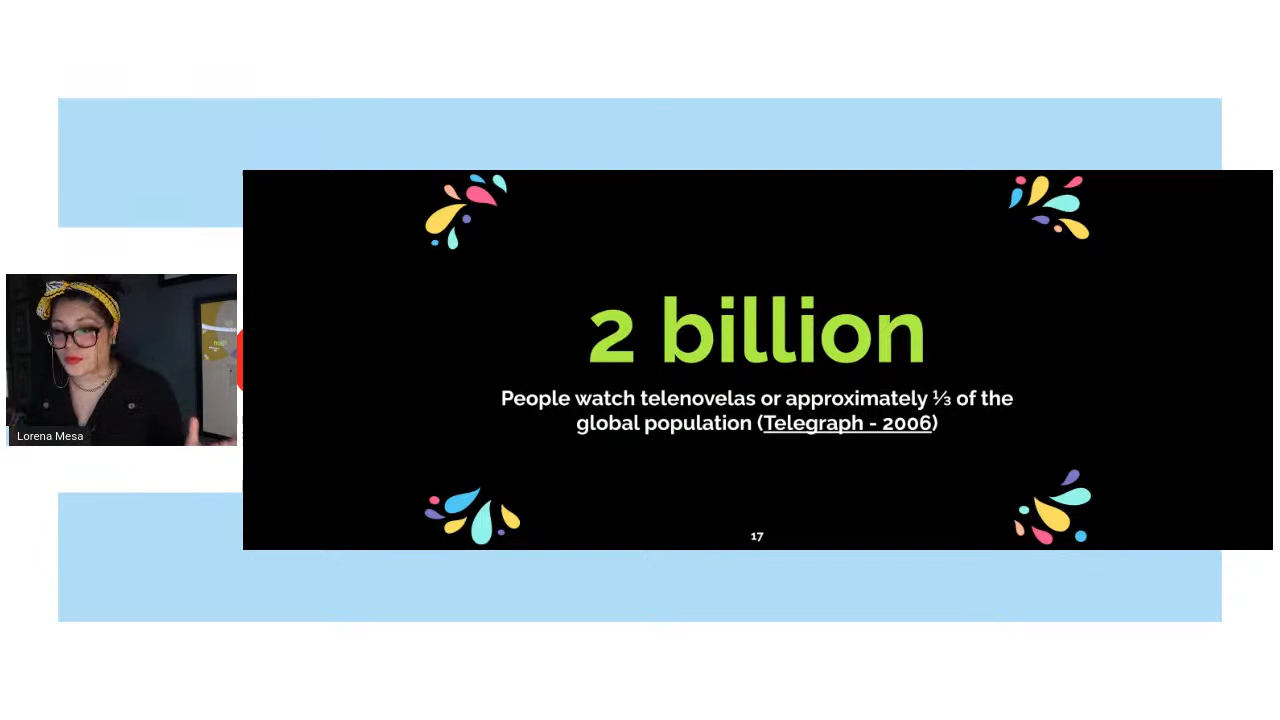 2 billion
People watch telenovelas or approximately ⅓ of the
global population (Telegraph - 2006)
Lorena Mesa
17